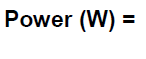 Power (W) =